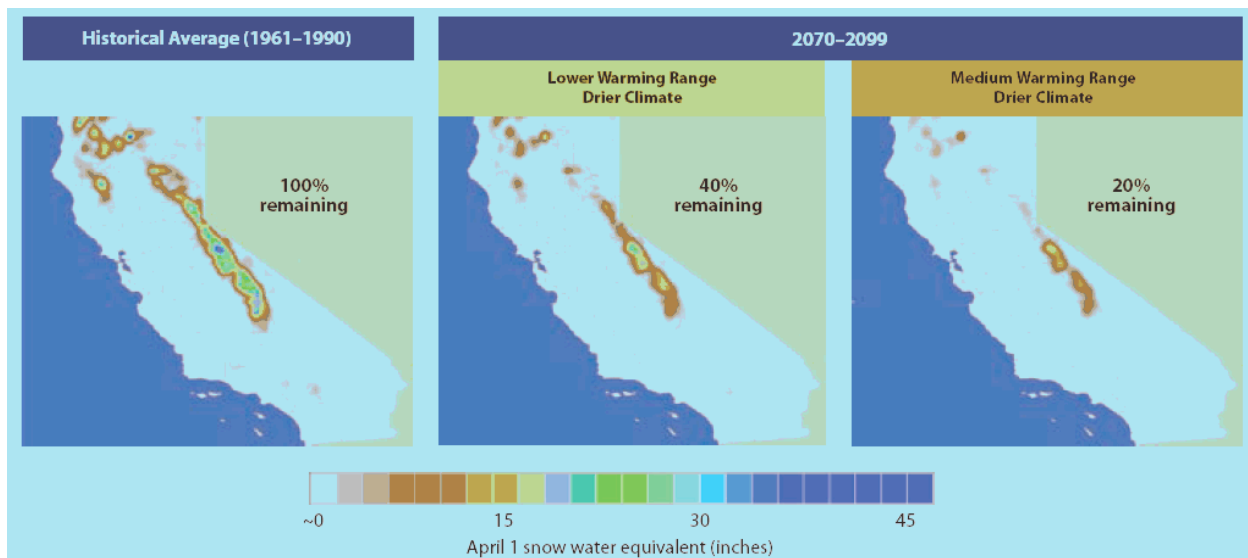 Historical Average (1961–1990)
2070–2099
Lower Warming Range
Drier Climate
Medium Warming Range
Drier Climate
100%
remaining
40%
remaining
20%
remaining
~0
15
30
45
April 1 snow water equivalent (inches)